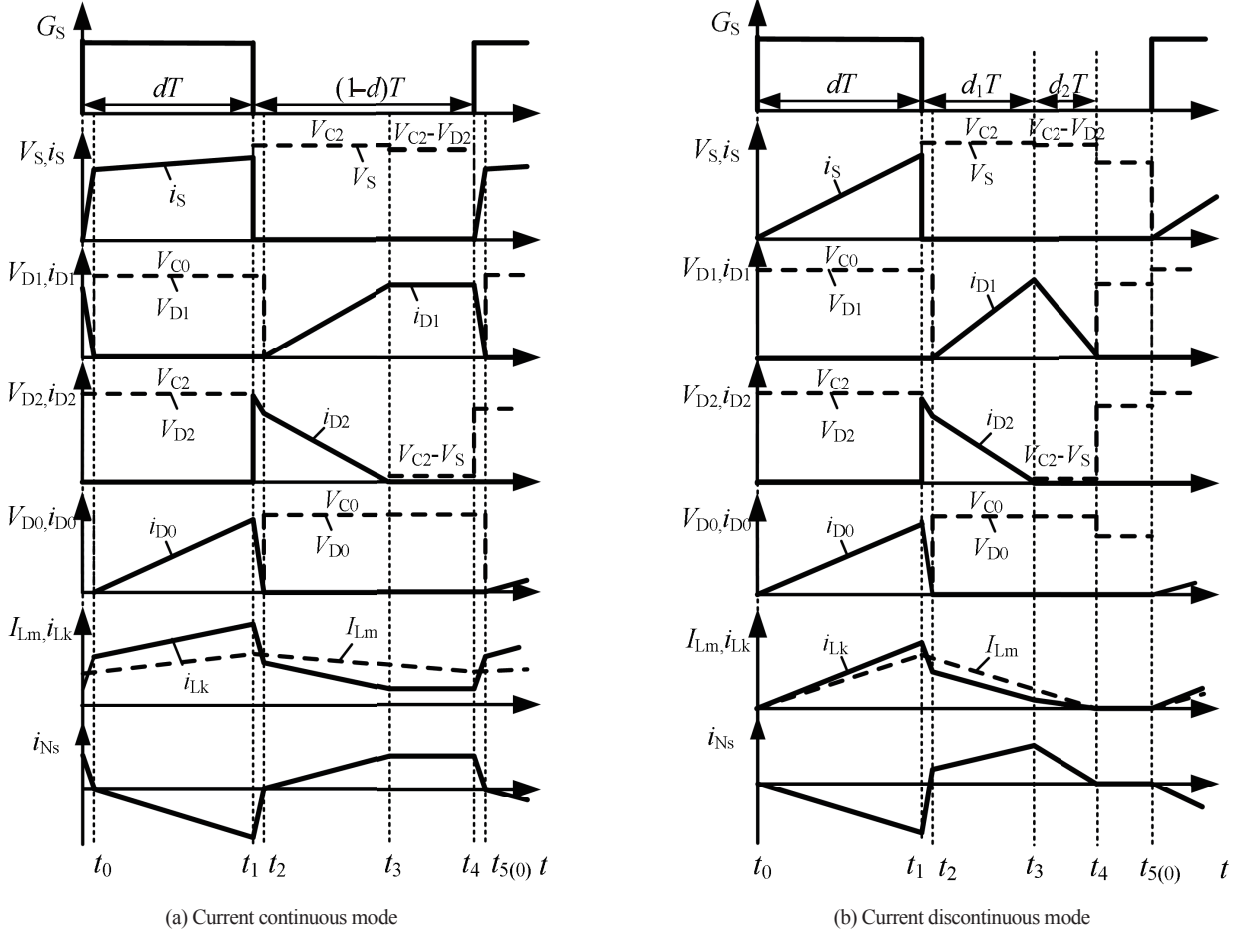 G_S
dT
(1-d)T
V_S,i_S
V_C2
V_C2-V_D2
V_S
i_S
V_D1,i_D1
V_C0
V_D1
i_D1
V_D2,i_D2
V_C2
V_D2
i_D2
V_C2-V_S
V_D0,i_D0
i_D0
V_C0
V_D0
I_Lm,i_Lk
I_Lm
i_Lk
i_Ns
t_0 t_1 t_2 t_3 t_4 t_5(0) t
(a) Current continuous mode
G_S
dT
d_1T
d_2T
V_S,i_S
V_C2
V_C2-V_D2
V_S
i_S
V_D1,i_D1
V_C0
V_D1
i_D1
V_D2,i_D2
V_C2
V_D2
i_D2
V_C2-V_S
V_D0,i_D0
i_D0
V_C0
V_D0
I_Lm,i_Lk
i_Lk
I_Lm
i_Ns
t_0 t_1 t_2 t_3 t_4 t_5(0) t
(b) Current discontinuous mode